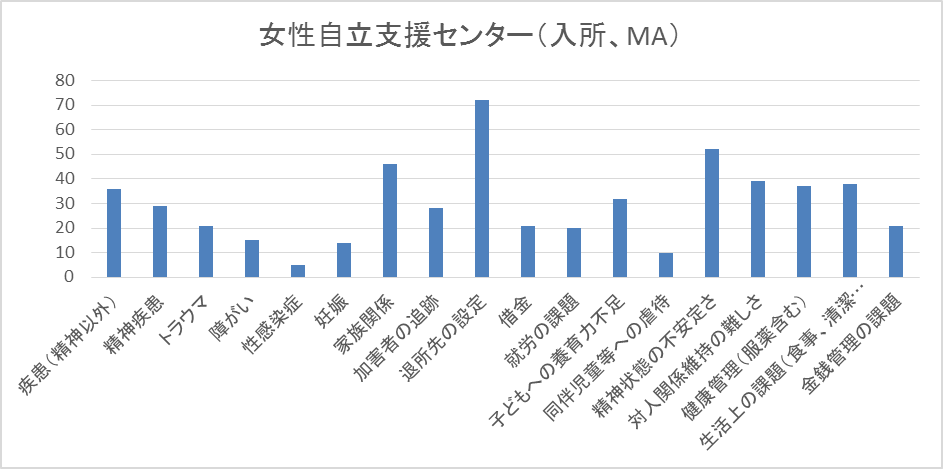 女性自立支援センター（入所、MA）
80
70
60
50
40
30
20
10
0
疾患（精神以外）
精神疾患
トラウマ
障がい
性感染症
妊娠
家族関係
加害者の追跡
退所先の設定
借金
就労の課題
子どもへの養育力不足
同伴児童等への虐待
精神状態の不安定さ
対人関係維持の難しさ
健康管理（服薬含む）
生活上の課題（食事、清潔…
金銭管理の課題